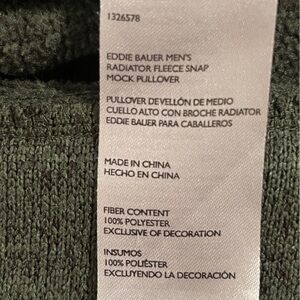 1326578
EDDIE BAUER MEN'S
RADIATOR FLEECE SNAP
MOCK PULLOVER
PULLOVER DE VELLÓN DE MEDIO
CUELLO ALTO CON BROCHE RADIATOR
EDDIE BAUER PARA CABALLEROS
MADE IN CHINA
HECHO EN CHINA
FIBER CONTENT
100% POLYESTER
EXCLUSIVE OF DECORATION
INSUMOS
100% POLIÉSTER
EXCLUYENDO LA DECORACIÓN